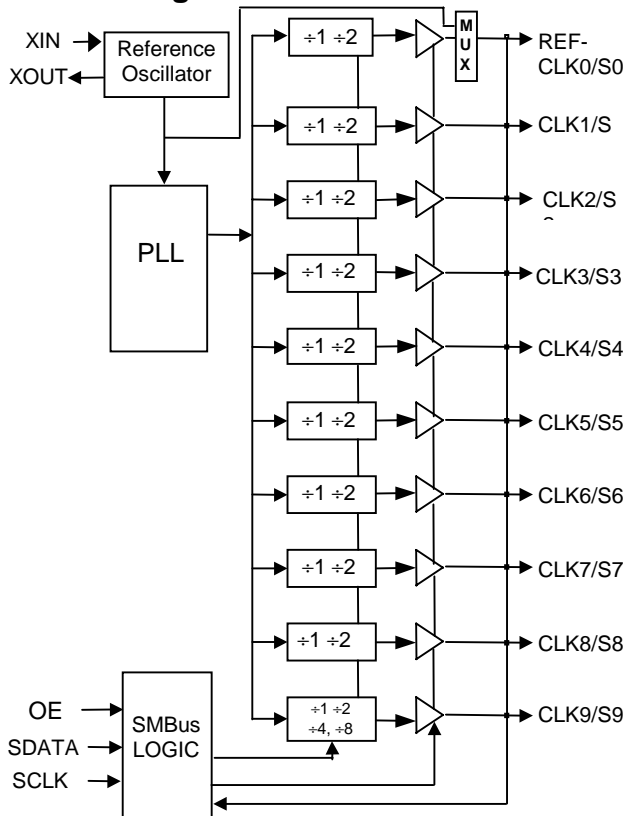 XIN
XOUT
Reference
Oscillator
PLL
÷1 ÷2
M
U
X
REF-
CLK0/S0
÷1 ÷2
CLK1/S
÷1 ÷2
CLK2/S
÷1 ÷2
CLK3/S3
÷1 ÷2
CLK4/S4
÷1 ÷2
CLK5/S5
÷1 ÷2
CLK6/S6
÷1 ÷2
CLK7/S7
÷1 ÷2
CLK8/S8
÷1 ÷2
÷4, ÷8
CLK9/S9
OE
SDATA
SCLK
SMBus
LOGIC